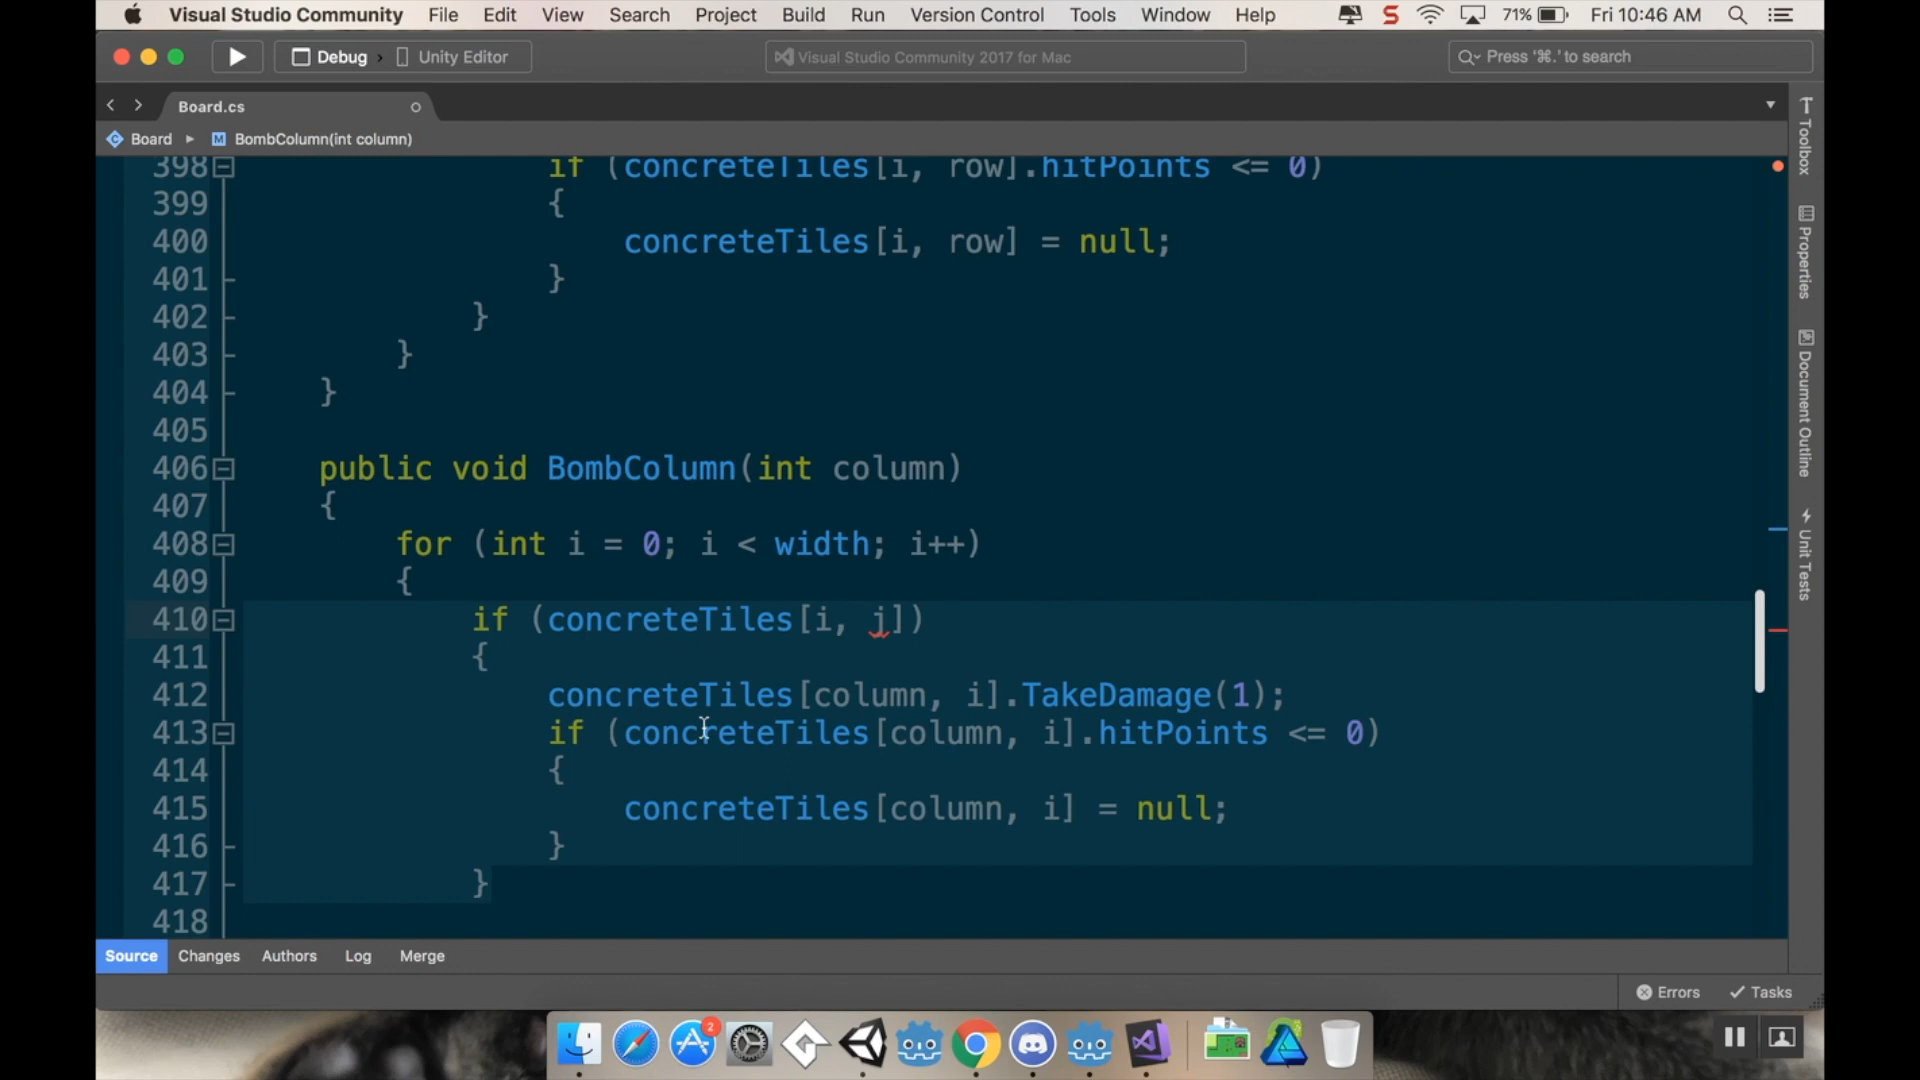 Visual Studio Community File Edit View Search Project Build Run Version Control Tools Window Help S 71% Fri 10:46 AM
Debug > Unity Editor Visual Studio Community 2017 for Mac Press '⌘.' to search
Board.cs
Board ▸ M BombColumn(int column)
398 if (concreteTiles[i, row].hitPoints <= 0)
399 {
400 concreteTiles[i, row] = null;
401 }
402 }
403 }
404 }
405
406 public void BombColumn(int column)
407 {
408 for (int i = 0; i < width; i++)
409 {
410 if (concreteTiles[i, j])
411 {
412 concreteTiles[column, i].TakeDamage(1);
413 if (concreteTiles[column, i].hitPoints <= 0)
414 {
415 concreteTiles[column, i] = null;
416 }
417 }
418
Toolbox
Properties
Document Outline
Unit Tests
Source Changes Authors Log Merge
Errors Tasks
2